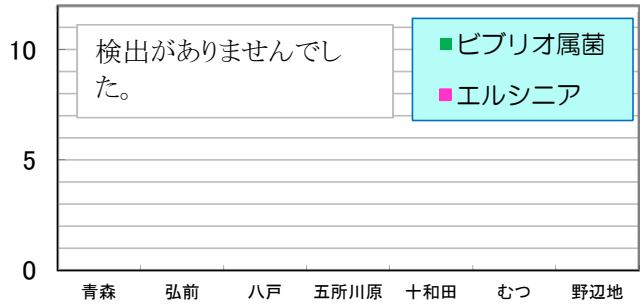 10
検出がありませんでし
た。
■ビブリオ属菌
■エルシニア
5
0
青森 弘前 八戸 五所川原 十和田 むつ 野辺地